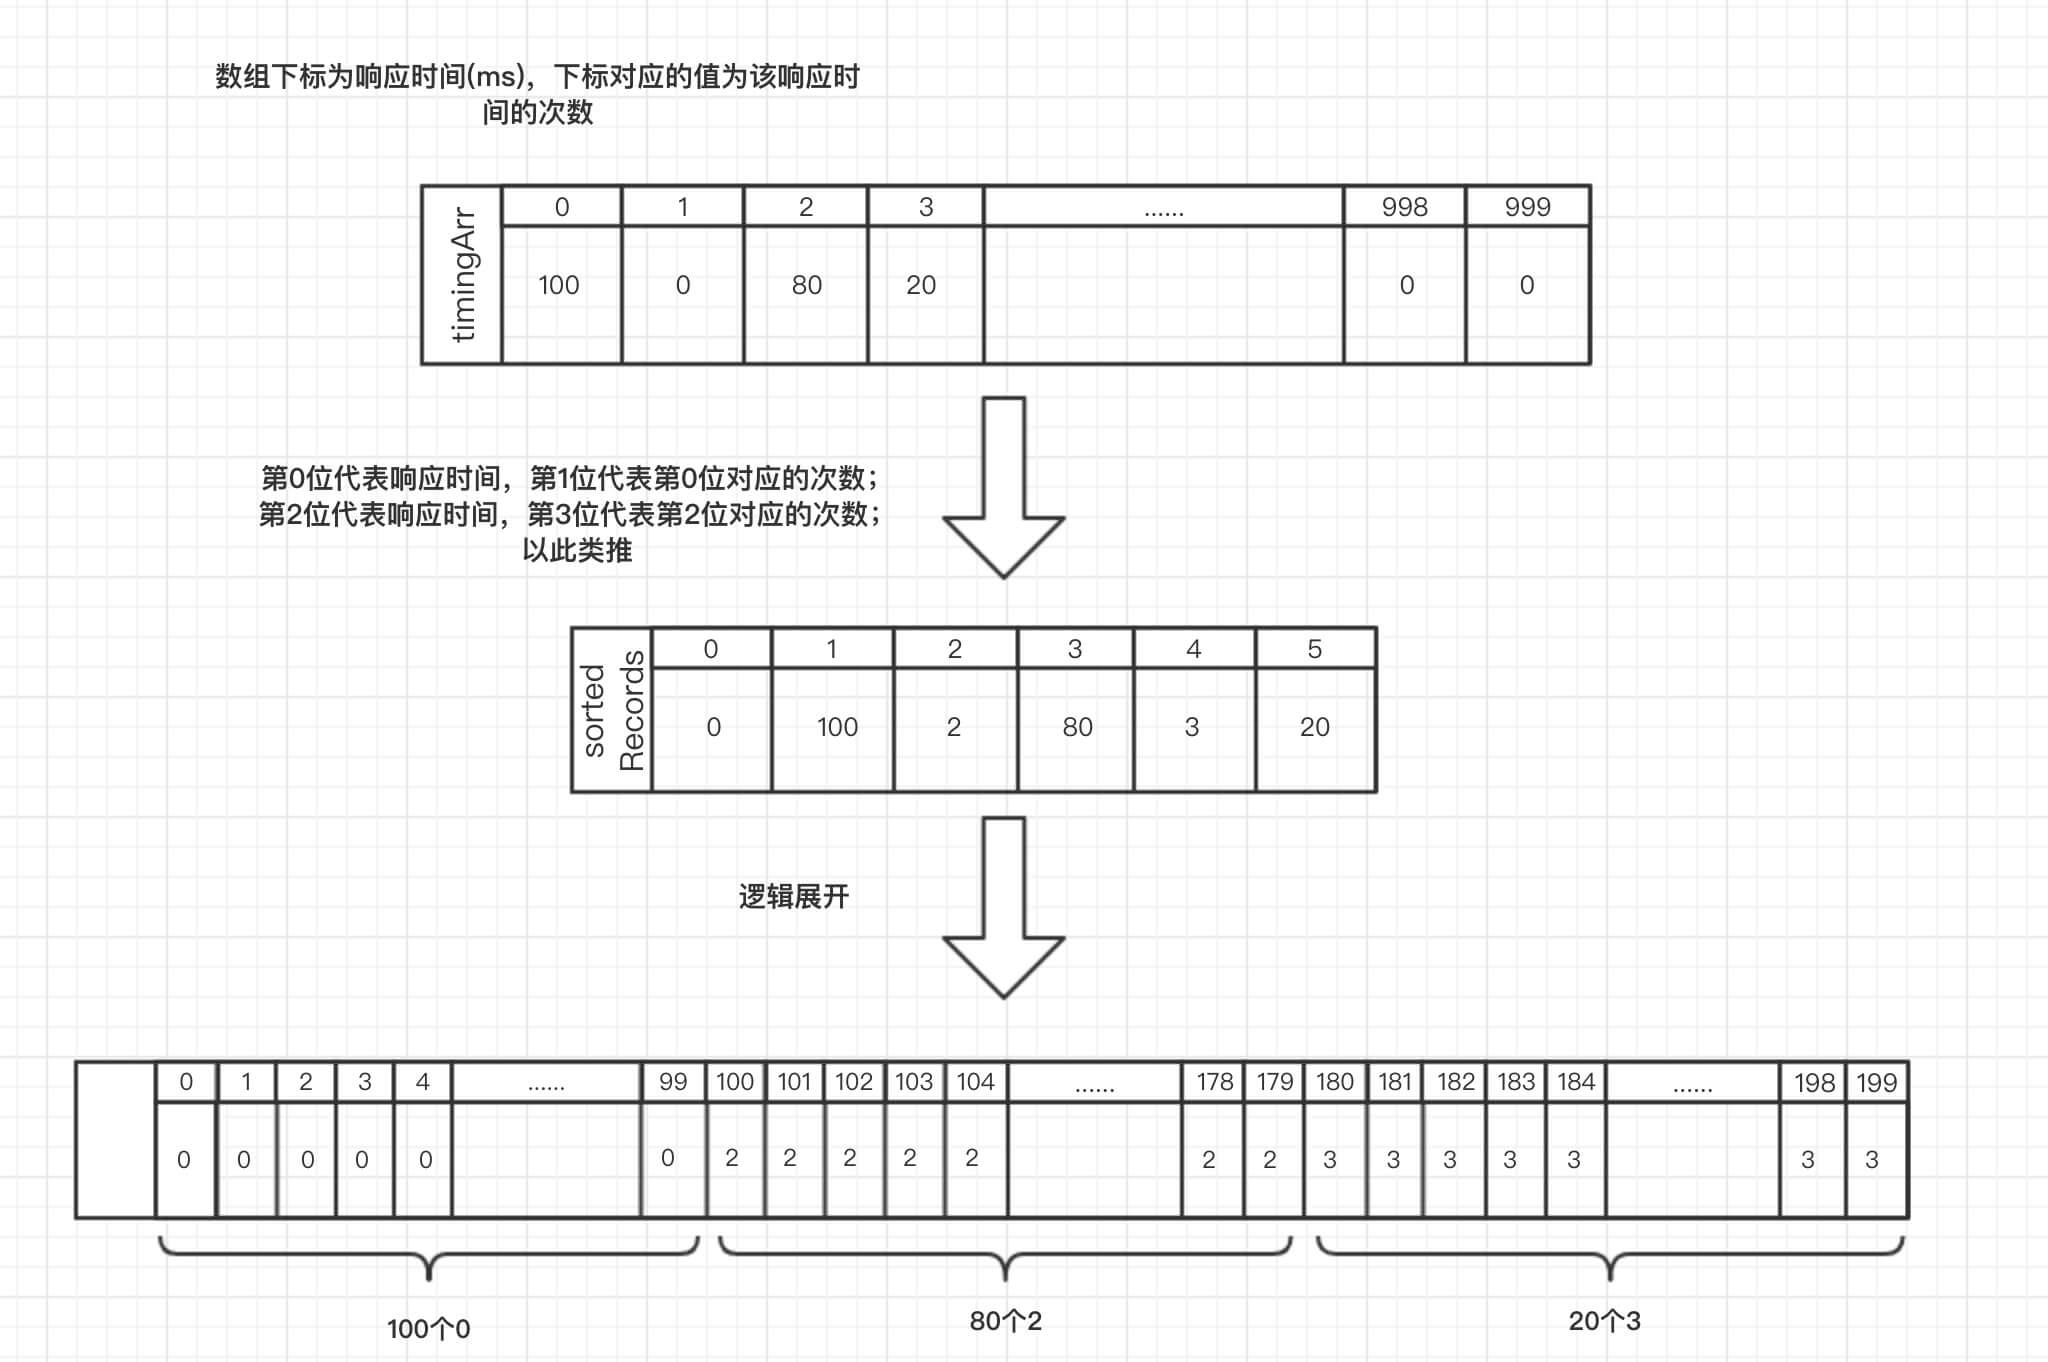 数组下标为响应时间(ms)，下标对应的值为该响应时
间的次数
timingArr
0 1 2 3 ...... 998 999
100 0 80 20 0 0
第0位代表响应时间，第1位代表第0位对应的次数；
第2位代表响应时间，第3位代表第2位对应的次数；
以此类推
sorted
Records
0 1 2 3 4 5
0 100 2 80 3 20
逻辑展开
0 1 2 3 4 ...... 99 100 101 102 103 104 ...... 178 179 180 181 182 183 184 ...... 198 199
0 0 0 0 0 0 2 2 2 2 2 2 2 3 3 3 3 3 3 3
100个0
80个2
20个3